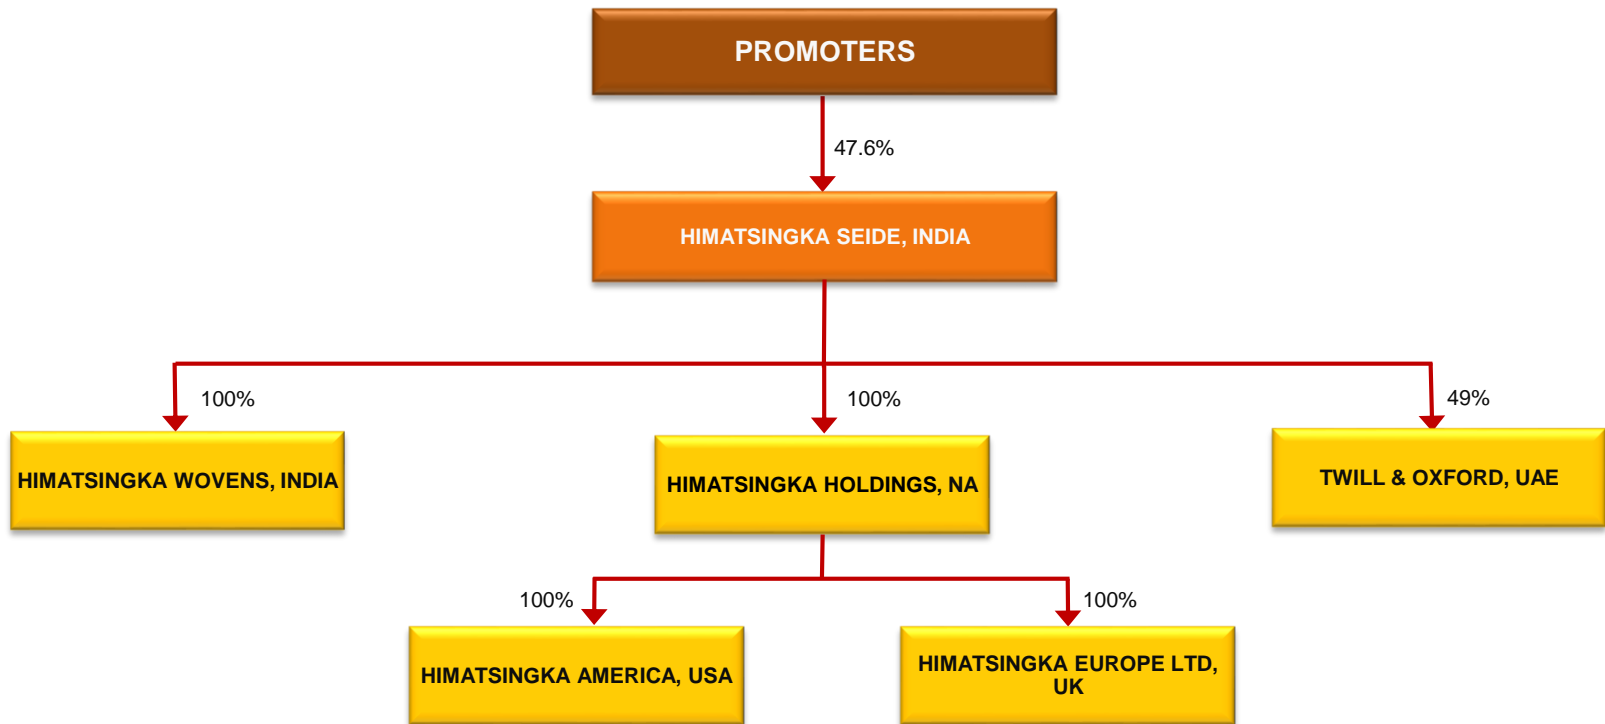 PROMOTERS
47.6%
HIMATSINGKA SEIDE, INDIA
100%
100%
49%
HIMATSINGKA WOVENS, INDIA
HIMATSINGKA HOLDINGS, NA
TWILL & OXFORD, UAE
100%
100%
HIMATSINGKA AMERICA, USA
HIMATSINGKA EUROPE LTD,
UK